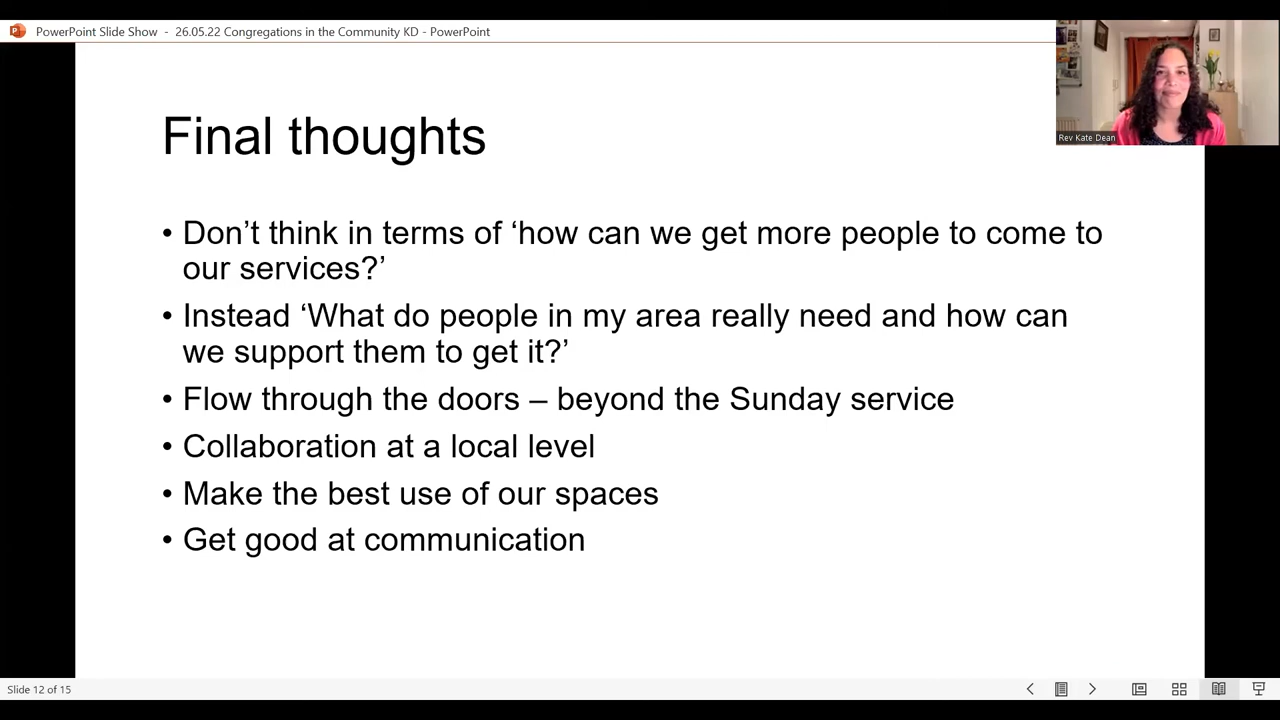 PowerPoint Slide Show - 26.05.22 Congregations in the Community KD - PowerPoint
Rev Kate Dean
Final thoughts
• Don’t think in terms of ‘how can we get more people to come to
our services?’
• Instead ‘What do people in my area really need and how can
we support them to get it?’
• Flow through the doors – beyond the Sunday service
• Collaboration at a local level
• Make the best use of our spaces
• Get good at communication
Slide 12 of 15